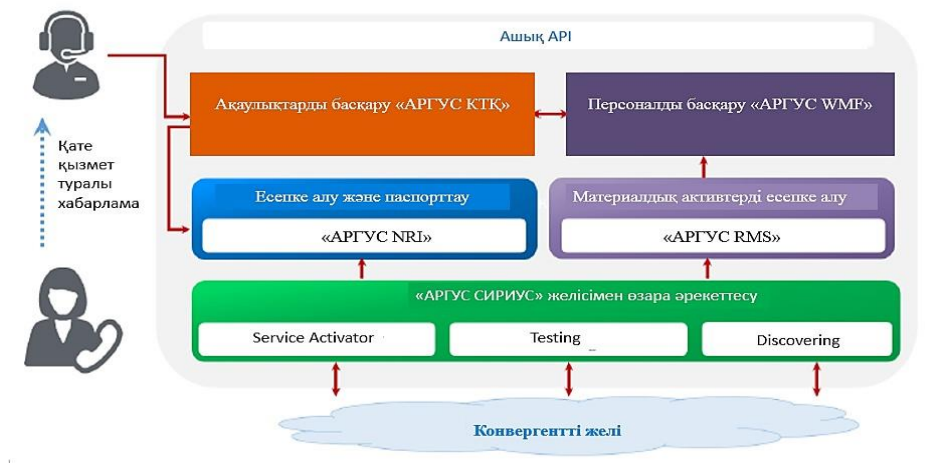 Ашық API
Ақаулықтарды басқару «АРГУС КТҚ»
Персоналды басқару «АРГУС WMF»
Қате
қызмет
туралы
хабарлама
Есепке алу және паспорттау
«АРГУС NRI»
Материалдық активтерді есепке алу
«АРГУС RMS»
«АРГУС СИРИУС» желісімен өзара әрекеттесу
Service Activator
Testing
Discovering
Конвергентті желі